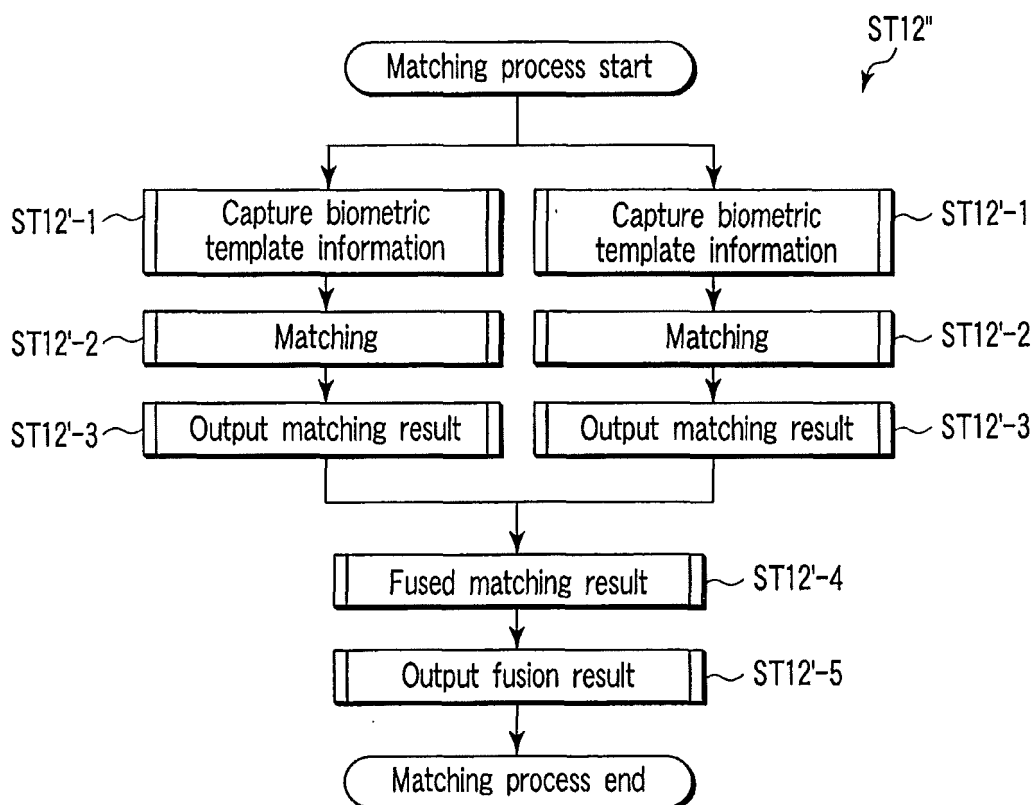 ST12"
Matching process start
ST12'-1
Capture biometric
template information
Capture biometric
template information
ST12'-1
ST12'-2
Matching
Matching
ST12'-2
ST12'-3
Output matching result
Output matching result
ST12'-3
Fused matching result
ST12'-4
Output fusion result
ST12'-5
Matching process end